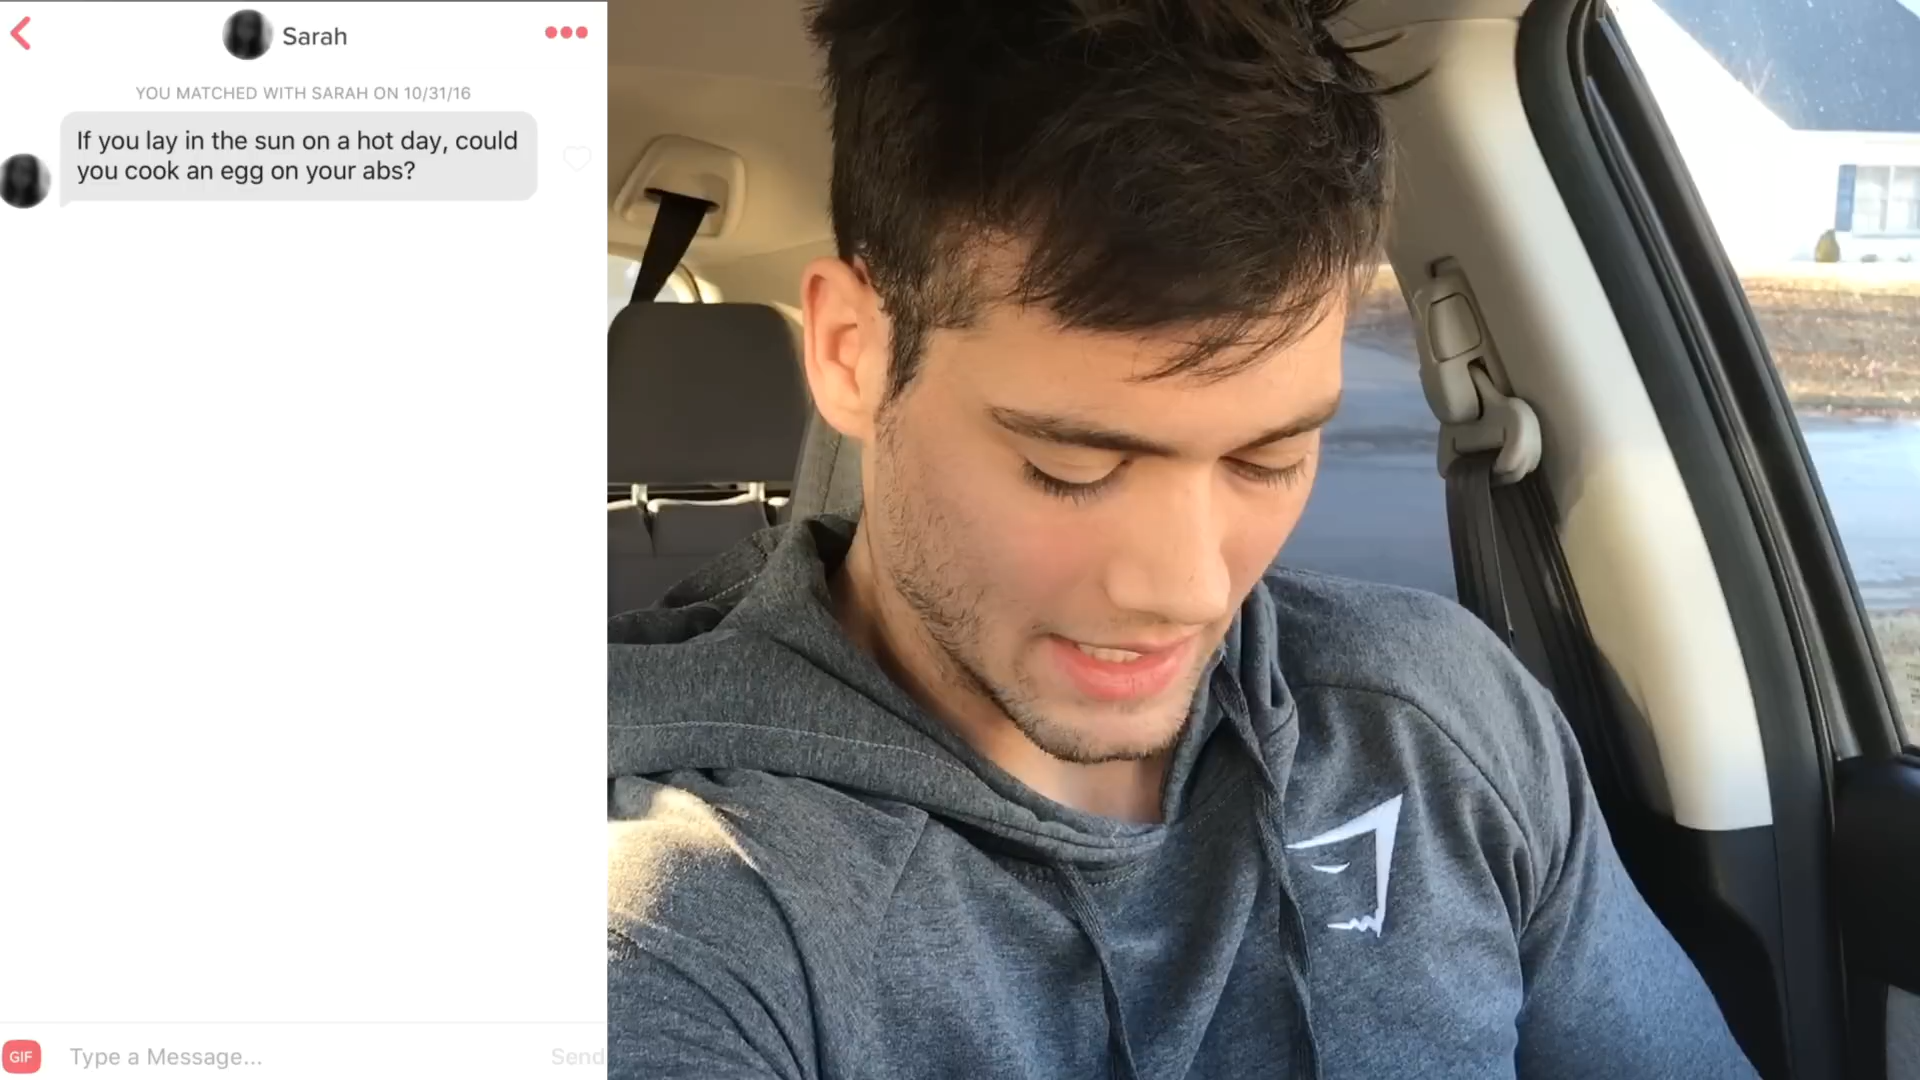 Sarah
YOU MATCHED WITH SARAH ON 10/31/16
If you lay in the sun on a hot day, could
you cook an egg on your abs?
GIF
Type a Message...
Send